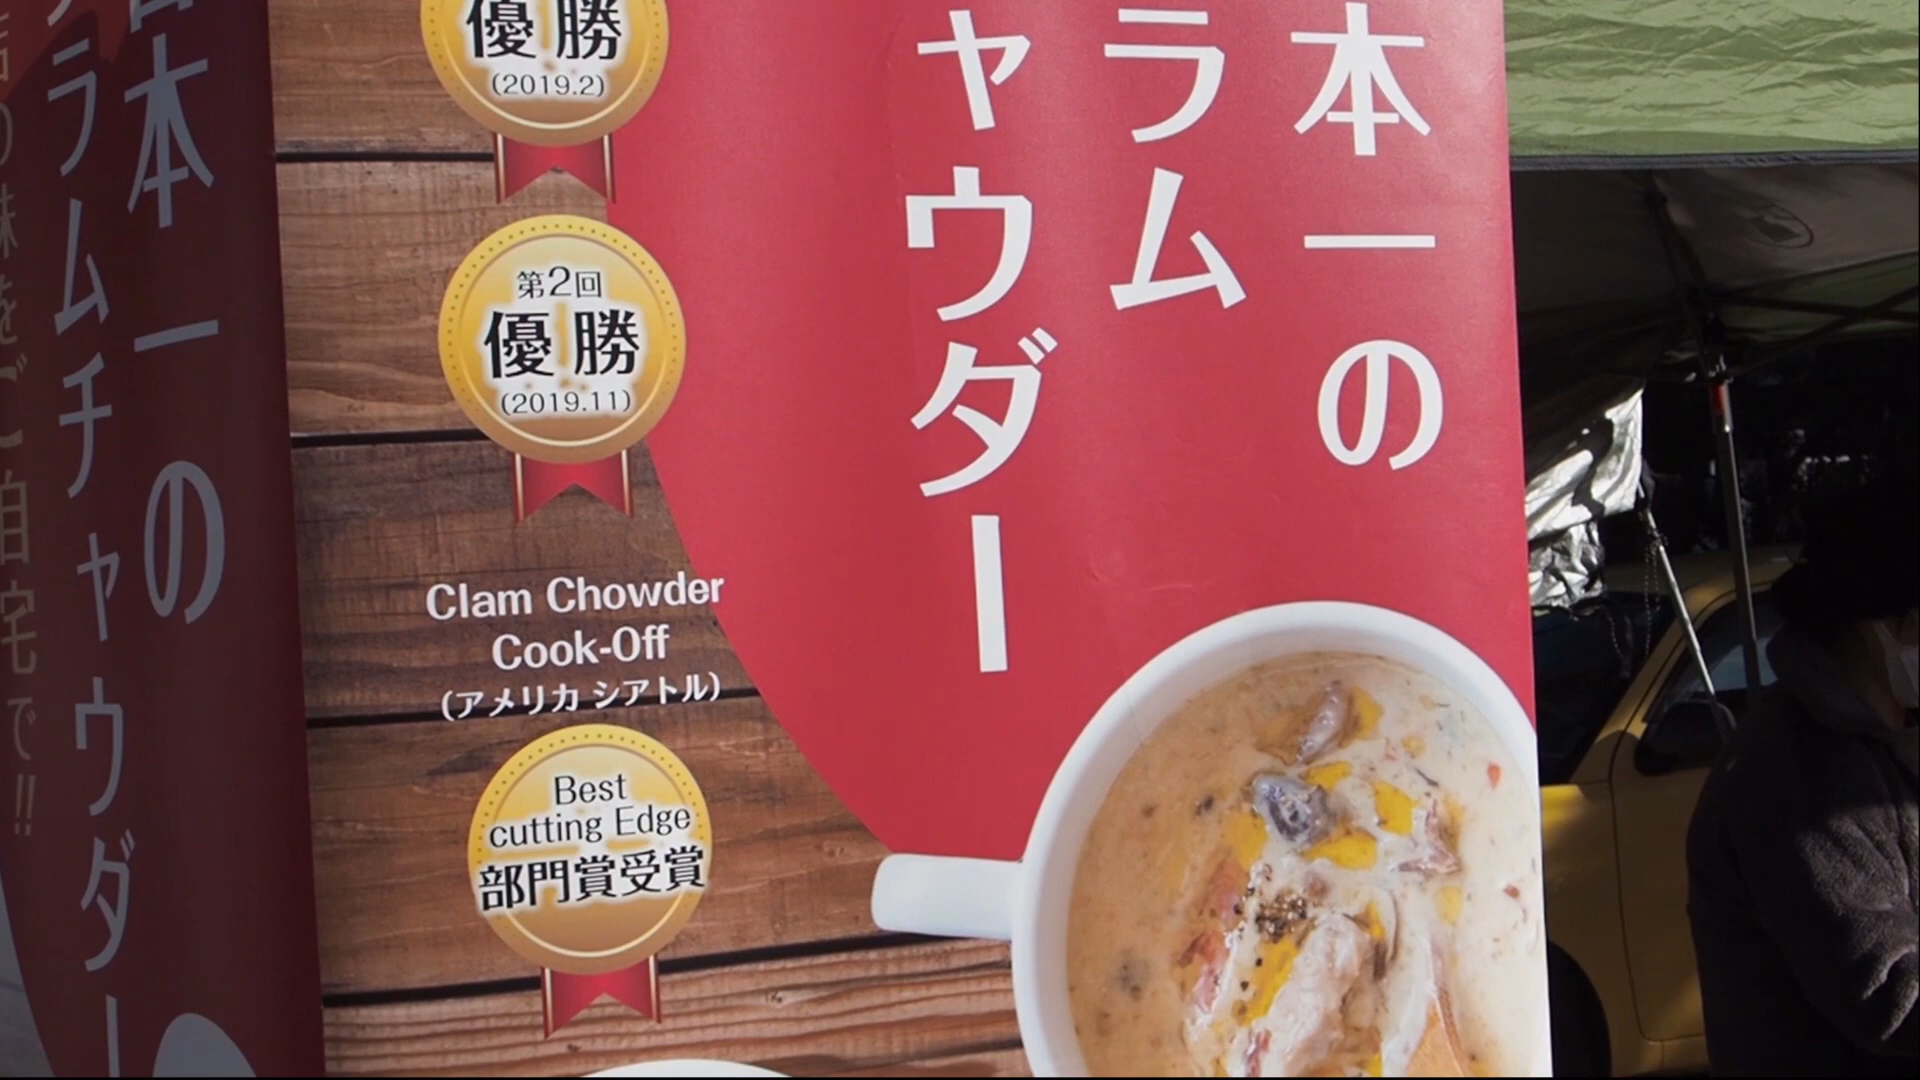 本一の
ラム
ャウダー
優勝
(2019.2)
第2回
優勝
(2019.11)
Clam Chowder
Cook-Off
(アメリカ シアトル)
Best
cutting Edge
部門賞受賞
本一の
ラムチャウダー
の味をご自宅で!!